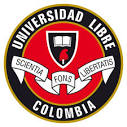 UNIVERSIDAD LIBRE
SCIENTIA
FONS
LIBERTATIS
COLOMBIA